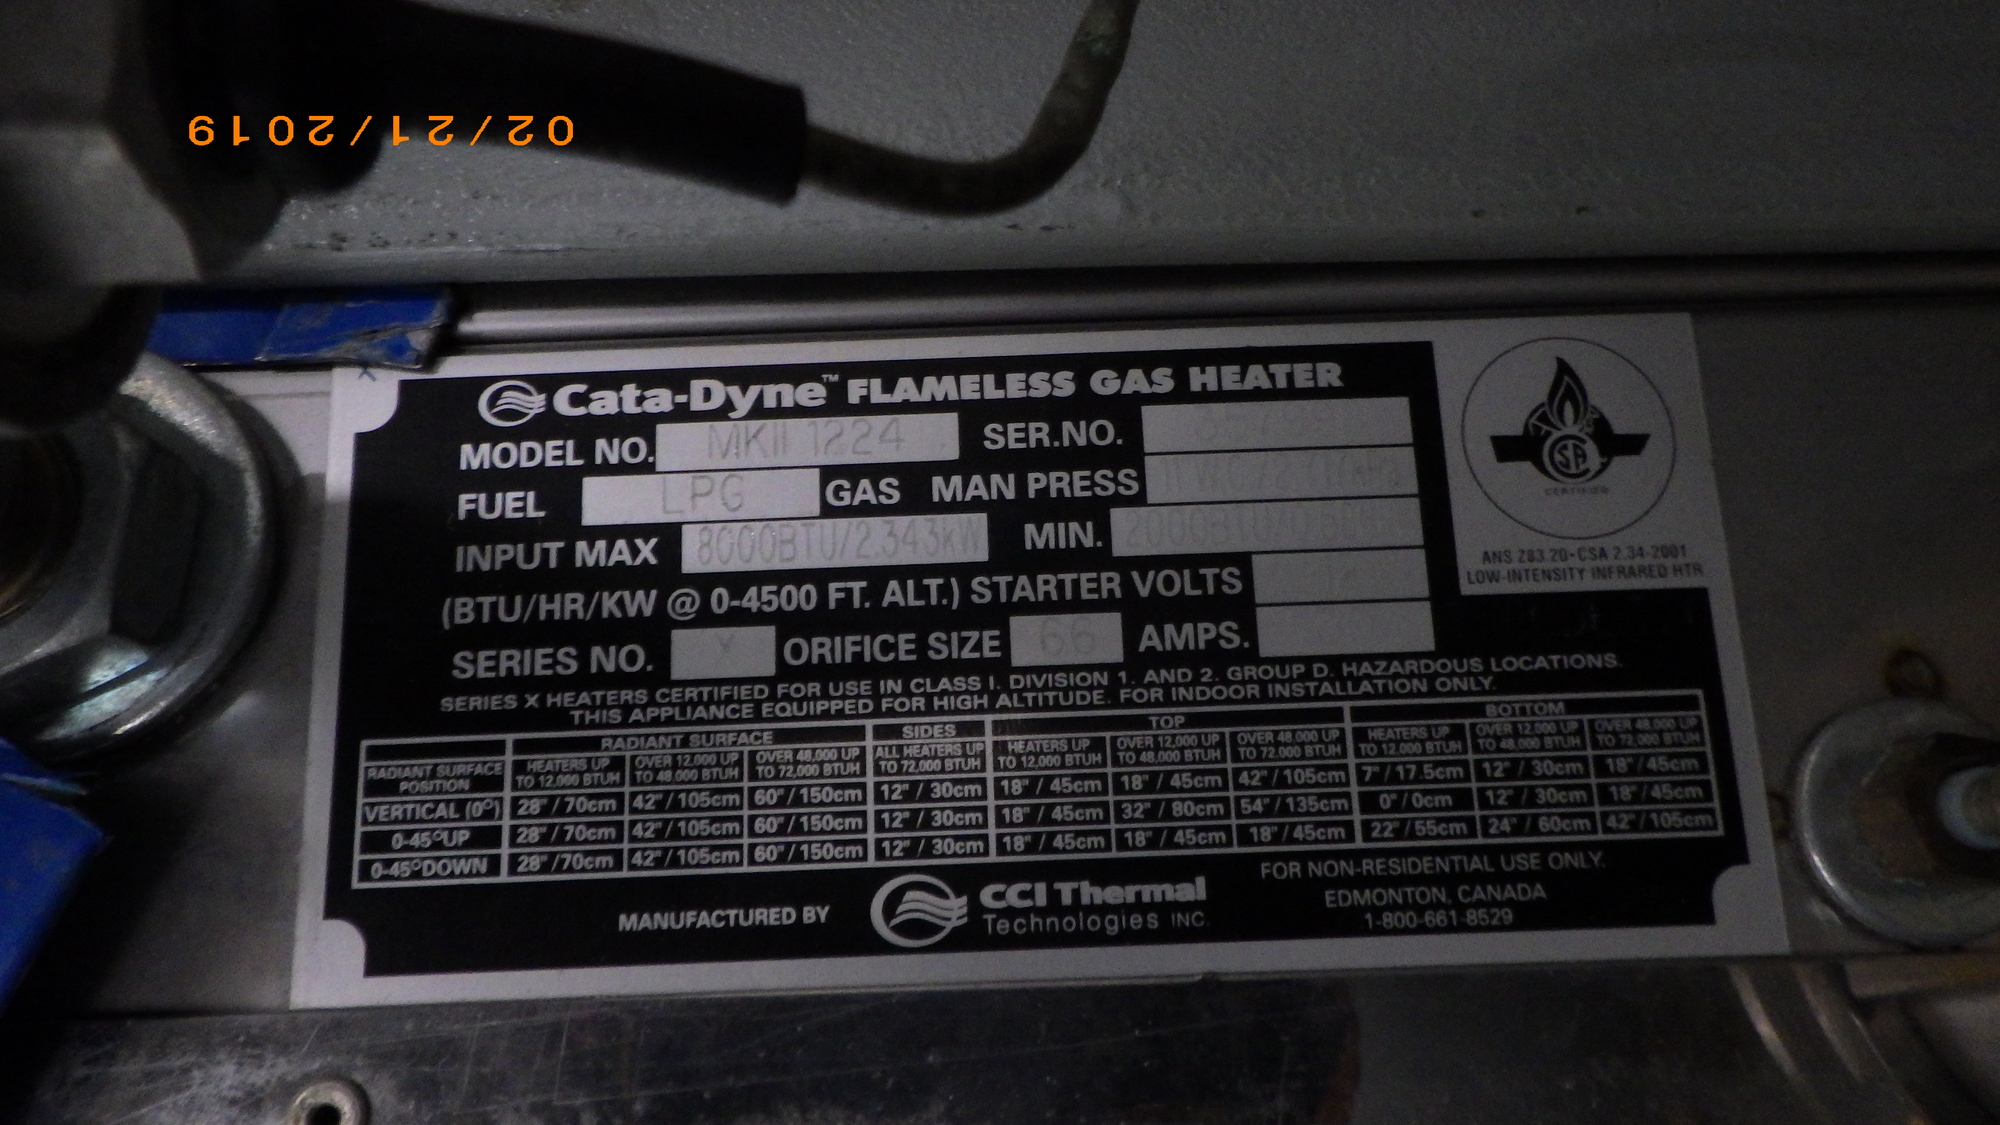 02/21/2019
Cata-Dyne™ FLAMELESS GAS HEATER
MODEL NO. MKII 1224 SER.NO.
FUEL LPG GAS MAN PRESS
INPUT MAX 8000BTU/2.343kW MIN. 2000BTU/
(BTU/HR/KW @ 0-4500 FT. ALT.) STARTER VOLTS
SERIES NO. X ORIFICE SIZE 66 AMPS.
CSA
CERTIFIED
ANS Z83.20-CSA 2.34-2001
LOW-INTENSITY INFRARED HTR
SERIES X HEATERS CERTIFIED FOR USE IN CLASS I. DIVISION 1. AND 2. GROUP D. HAZARDOUS LOCATIONS.
THIS APPLIANCE EQUIPPED FOR HIGH ALTITUDE. FOR INDOOR INSTALLATION ONLY.
RADIANT SURFACE SIDES TOP BOTTOM
RADIANT SURFACE POSITION HEATERS UP TO 12,000 BTUH OVER 12,000 UP TO 48,000 BTUH OVER 48,000 UP TO 72,000 BTUH ALL HEATERS UP TO 72,000 BTUH HEATERS UP TO 12,000 BTUH OVER 12,000 UP TO 48,000 BTUH OVER 48,000 UP TO 72,000 BTUH HEATERS UP TO 12,000 BTUH OVER 12,000 UP TO 48,000 BTUH OVER 48,000 UP TO 72,000 BTUH
VERTICAL (0°) 28" / 70cm 42" / 105cm 60" / 150cm 12" / 30cm 18" / 45cm 18" / 45cm 42" / 105cm 7" / 17.5cm 12" / 30cm 18" / 45cm
0-45°UP 28" / 70cm 42" / 105cm 60" / 150cm 12" / 30cm 18" / 45cm 32" / 80cm 54" / 135cm 0" / 0cm 12" / 30cm 18" / 45cm
0-45°DOWN 28" / 70cm 42" / 105cm 60" / 150cm 12" / 30cm 18" / 45cm 18" / 45cm 18" / 45cm 22" / 55cm 24" / 60cm 42" / 105cm
MANUFACTURED BY CCI Thermal
Technologies INC.
FOR NON-RESIDENTIAL USE ONLY.
EDMONTON, CANADA
1-800-661-8529